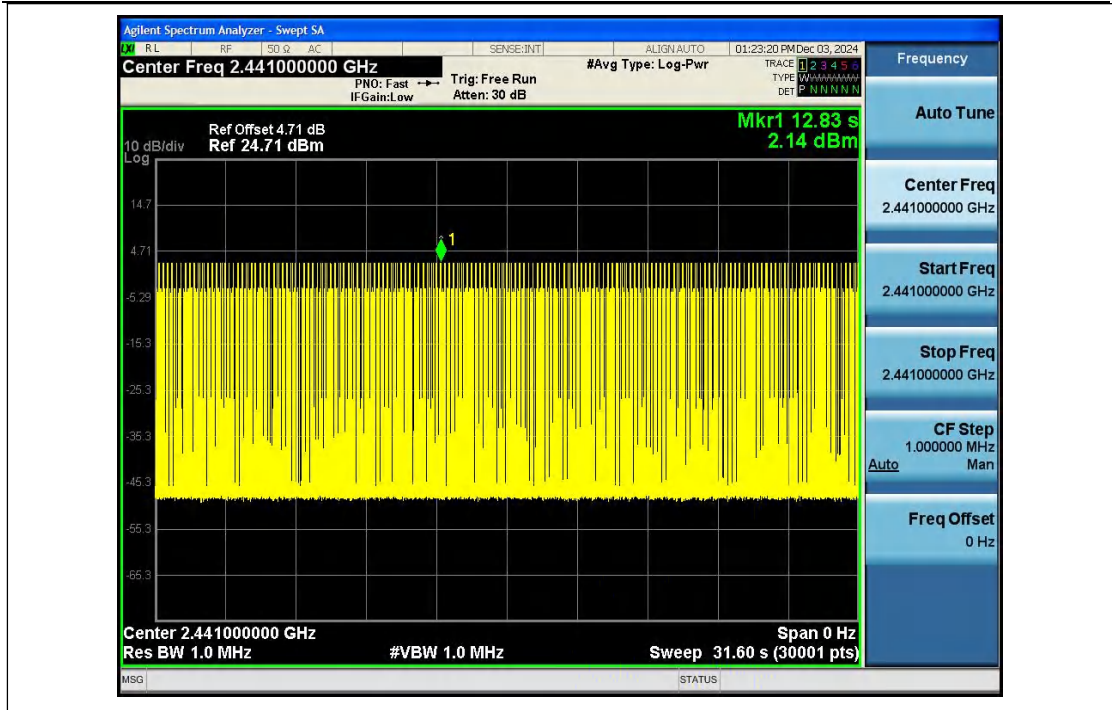 Agilent Spectrum Analyzer - Swept SA
LXI RL RF 50 Ω AC SENSE:INT ALIGN AUTO 01:23:20 PM Dec 03, 2024
Center Freq 2.441000000 GHz #Avg Type: Log-Pwr TRACE 1 2 3 4 5 6
PNO: Fast Trig: Free Run TYPE WWWWWW
IFGain:Low Atten: 30 dB DET P N N N N N
Mkr1 12.83 s
Ref Offset 4.71 dB
10 dB/div Ref 24.71 dBm 2.14 dBm
Log
14.7
1
4.71
-5.29
-15.3
-25.3
-35.3
-45.3
-55.3
-65.3
Center 2.441000000 GHz Span 0 Hz
Res BW 1.0 MHz #VBW 1.0 MHz Sweep 31.60 s (30001 pts)
MSG STATUS
Frequency
Auto Tune
Center Freq
2.441000000 GHz
Start Freq
2.441000000 GHz
Stop Freq
2.441000000 GHz
CF Step
1.000000 MHz
Auto Man
Freq Offset
0 Hz